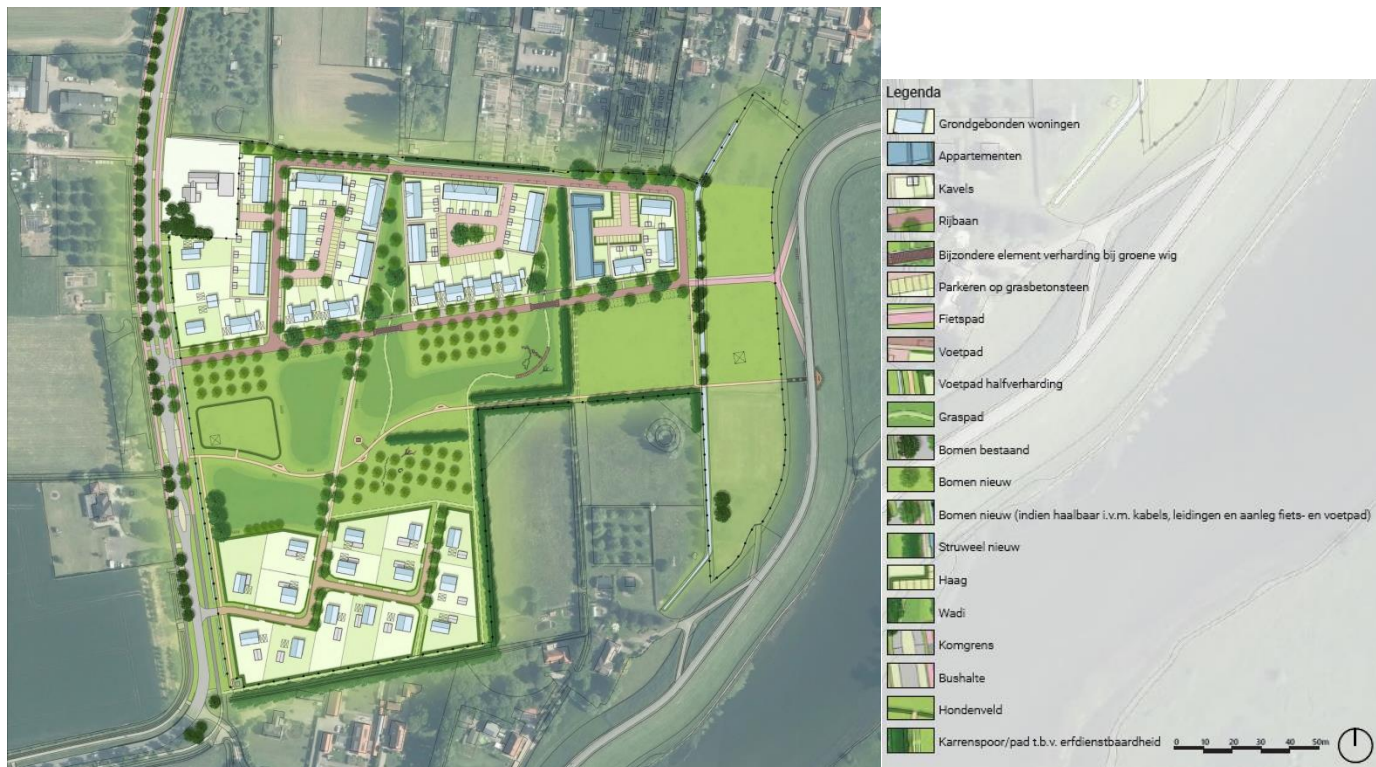 Legenda
Grondgebonden woningen
Appartementen
Kavels
Rijbaan
Bijzondere element verharding bij groene wig
Parkeren op grasbetonsteen
Fietspad
Voetpad
Voetpad halfverharding
Graspad
Bomen bestaand
Bomen nieuw
Bomen nieuw (indien haalbaar i.v.m. kabels, leidingen en aanleg fiets- en voetpad)
Struweel nieuw
Haag
Wadi
Komgrens
Bushalte
Hondenveld
Karrenspoor/pad t.b.v. erfdienstbaarheid
0 10 20 30 40 50m